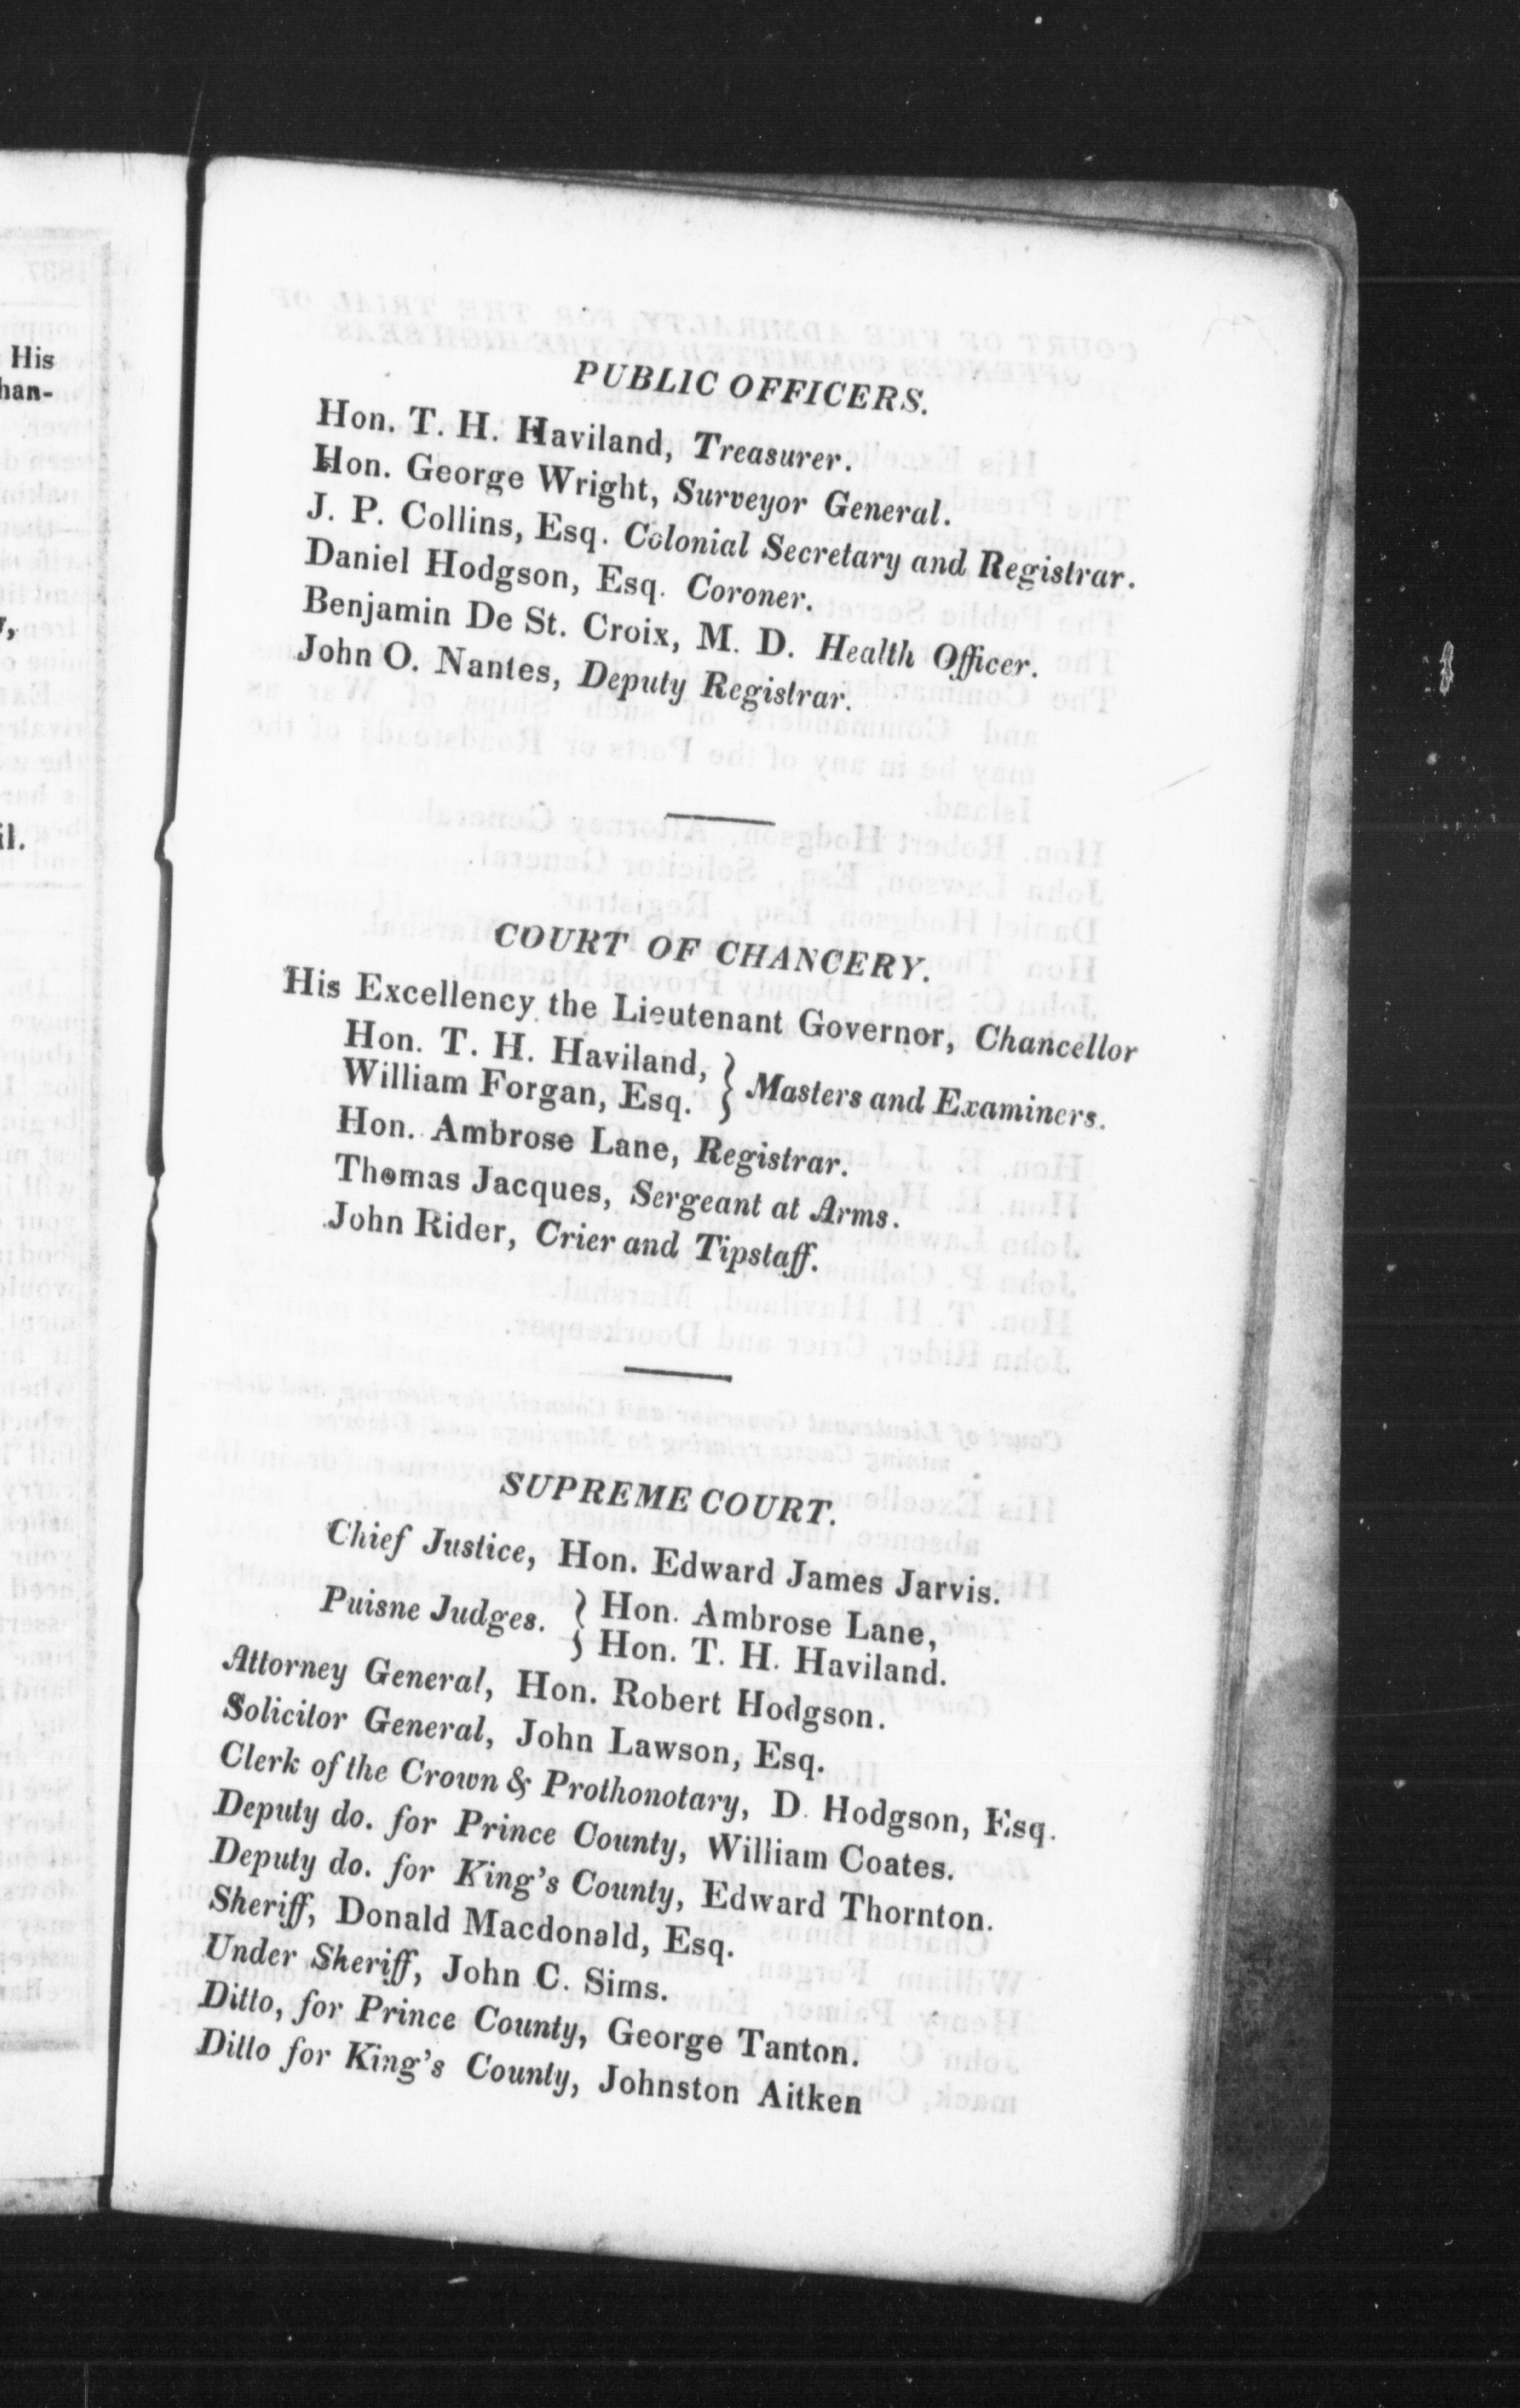 His
han-
il.
PUBLIC OFFICERS.
Hon. T. H. Haviland, Treasurer.
Hon. George Wright, Surveyor General.
J. P. Collins, Esq. Colonial Secretary and Registrar.
Daniel Hodgson, Esq. Coroner.
Benjamin De St. Croix, M. D. Health Officer.
John O. Nantes, Deputy Registrar.
COURT OF CHANCERY.
His Excellency the Lieutenant Governor, Chancellor
Hon. T. H. Haviland,
William Forgan, Esq. } Masters and Examiners.
Hon. Ambrose Lane, Registrar.
Thomas Jacques, Sergeant at Arms.
John Rider, Crier and Tipstaff.
SUPREME COURT.
Chief Justice, Hon. Edward James Jarvis.
Puisne Judges. } Hon. Ambrose Lane,
Hon. T. H. Haviland.
Attorney General, Hon. Robert Hodgson.
Solicitor General, John Lawson, Esq.
Clerk of the Crown & Prothonotary, D. Hodgson, Esq.
Deputy do. for Prince County, William Coates.
Deputy do. for King's County, Edward Thornton.
Sheriff, Donald Macdonald, Esq.
Under Sheriff, John C. Sims.
Ditto, for Prince County, George Tanton.
Ditto for King's County, Johnston Aitken